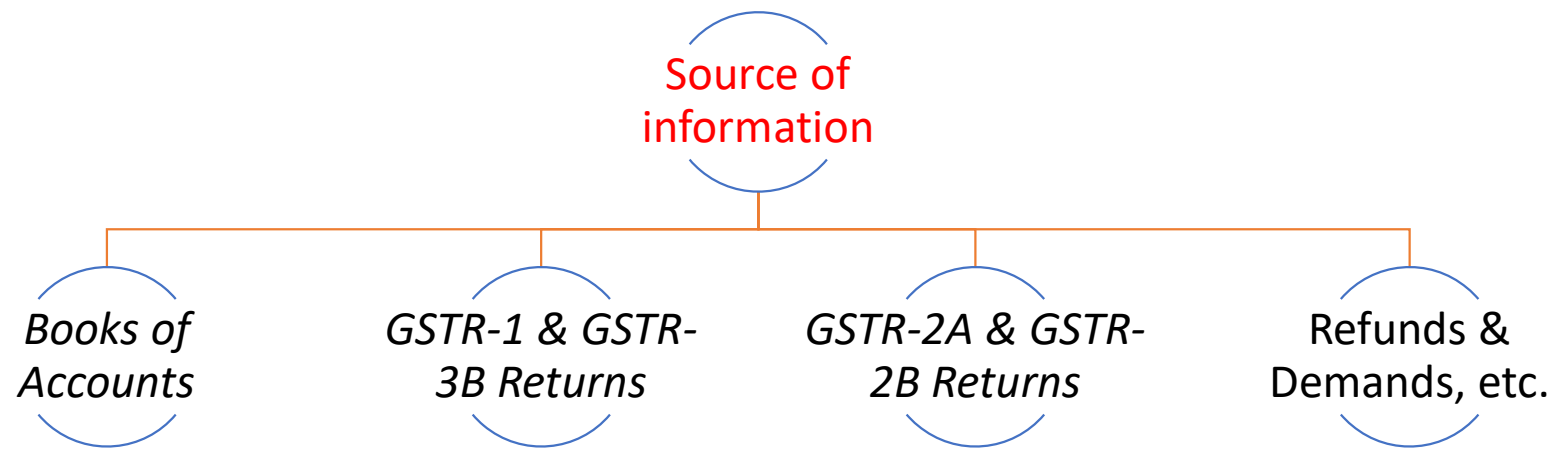 Source of
information
Books of
Accounts
GSTR-1 & GSTR-
3B Returns
GSTR-2A & GSTR-
2B Returns
Refunds &
Demands, etc.